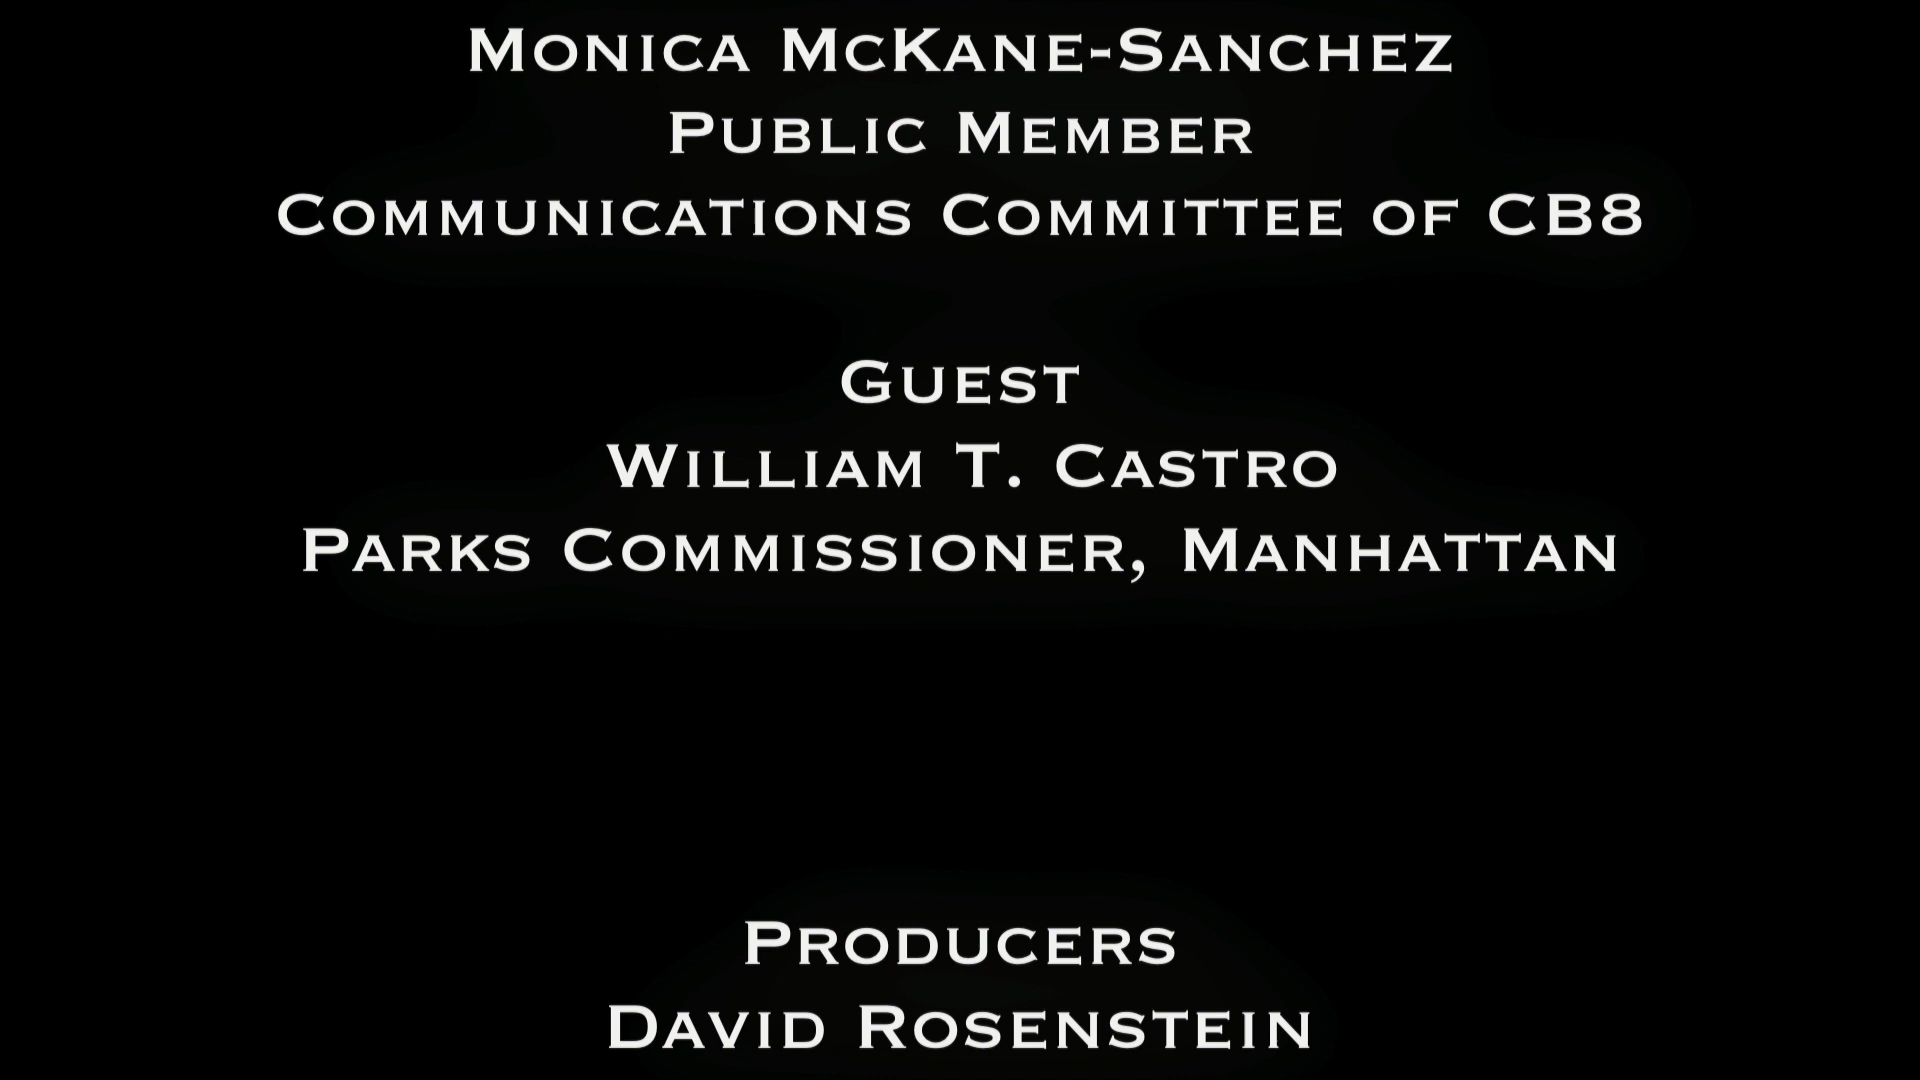 Monica McKane-Sanchez
Public Member
Communications Committee of CB8
Guest
William T. Castro
Parks Commissioner, Manhattan
Producers
David Rosenstein